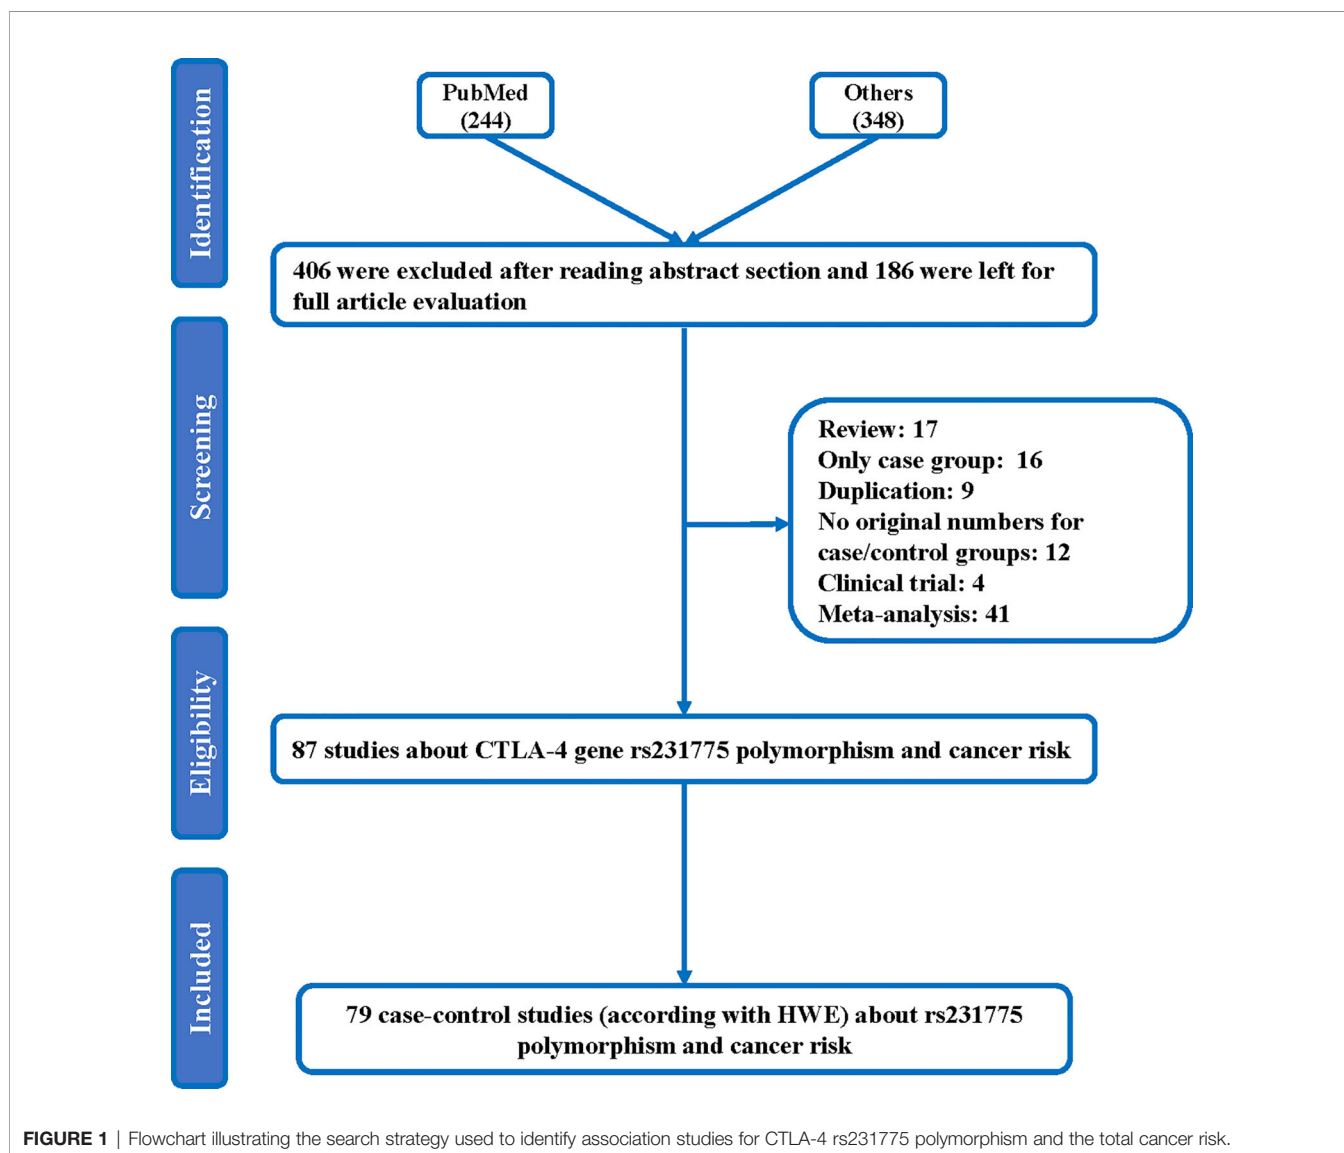 Identification
PubMed
(244)
Others
(348)
406 were excluded after reading abstract section and 186 were left for
full article evaluation
Screening
Review: 17
Only case group: 16
Duplication: 9
No original numbers for
case/control groups: 12
Clinical trial: 4
Meta-analysis: 41
Eligibility
87 studies about CTLA-4 gene rs231775 polymorphism and cancer risk
Included
79 case-control studies (according with HWE) about rs231775
polymorphism and cancer risk
FIGURE 1 | Flowchart illustrating the search strategy used to identify association studies for CTLA-4 rs231775 polymorphism and the total cancer risk.